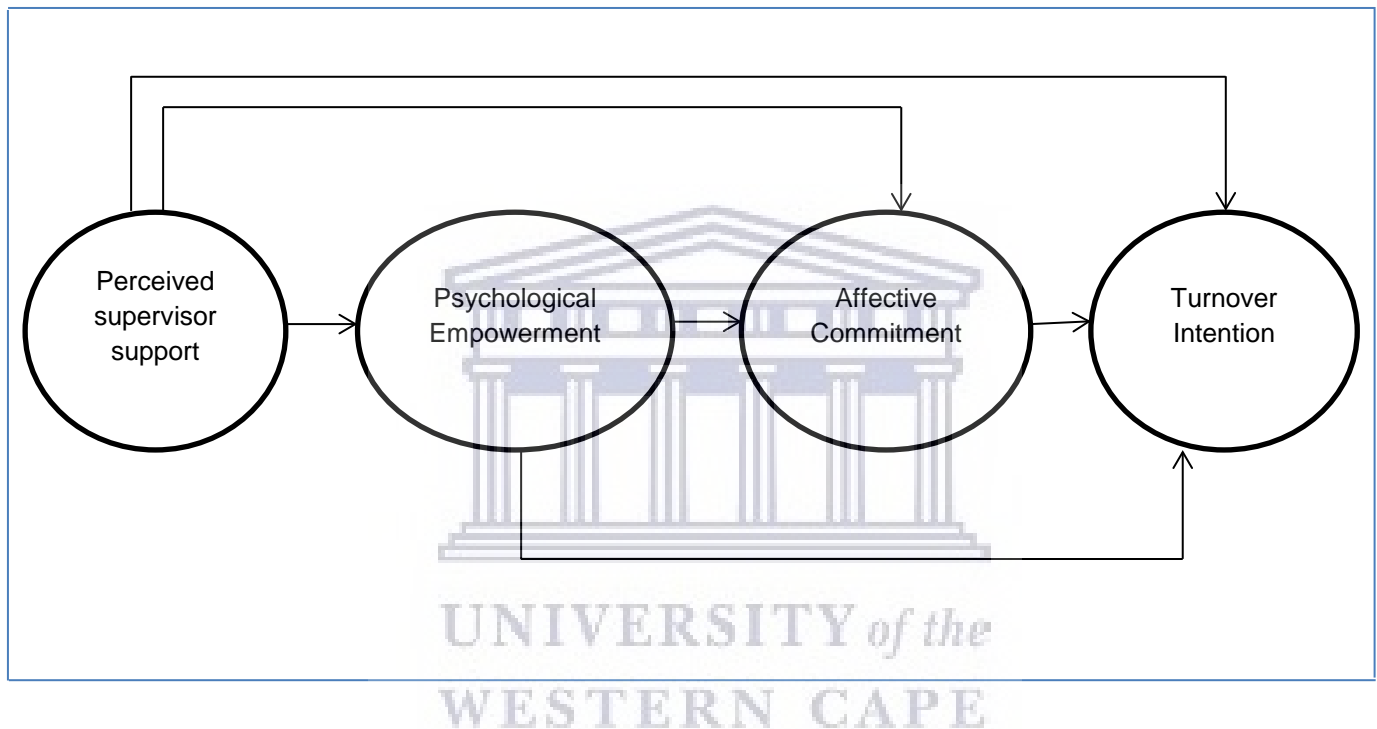 Perceived
supervisor
support
Psychological
Empowerment
Affective
Commitment
Turnover
Intention
UNIVERSITY of the
WESTERN CAPE